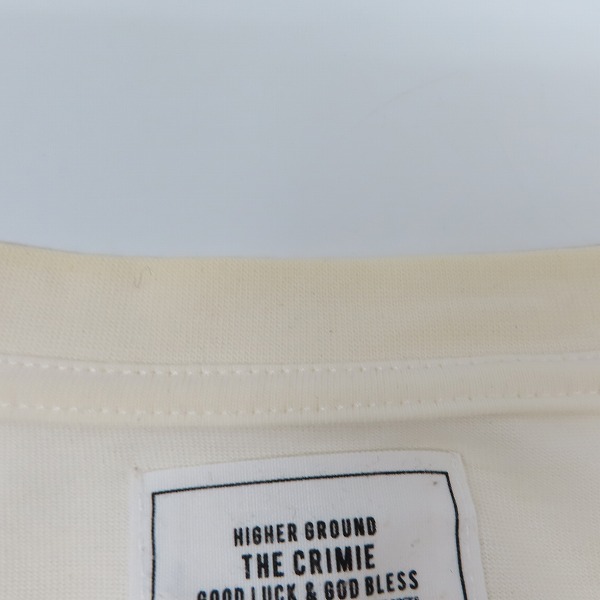 HIGHER GROUND
THE CRIMIE
GOOD LUCK & GOD BLESS